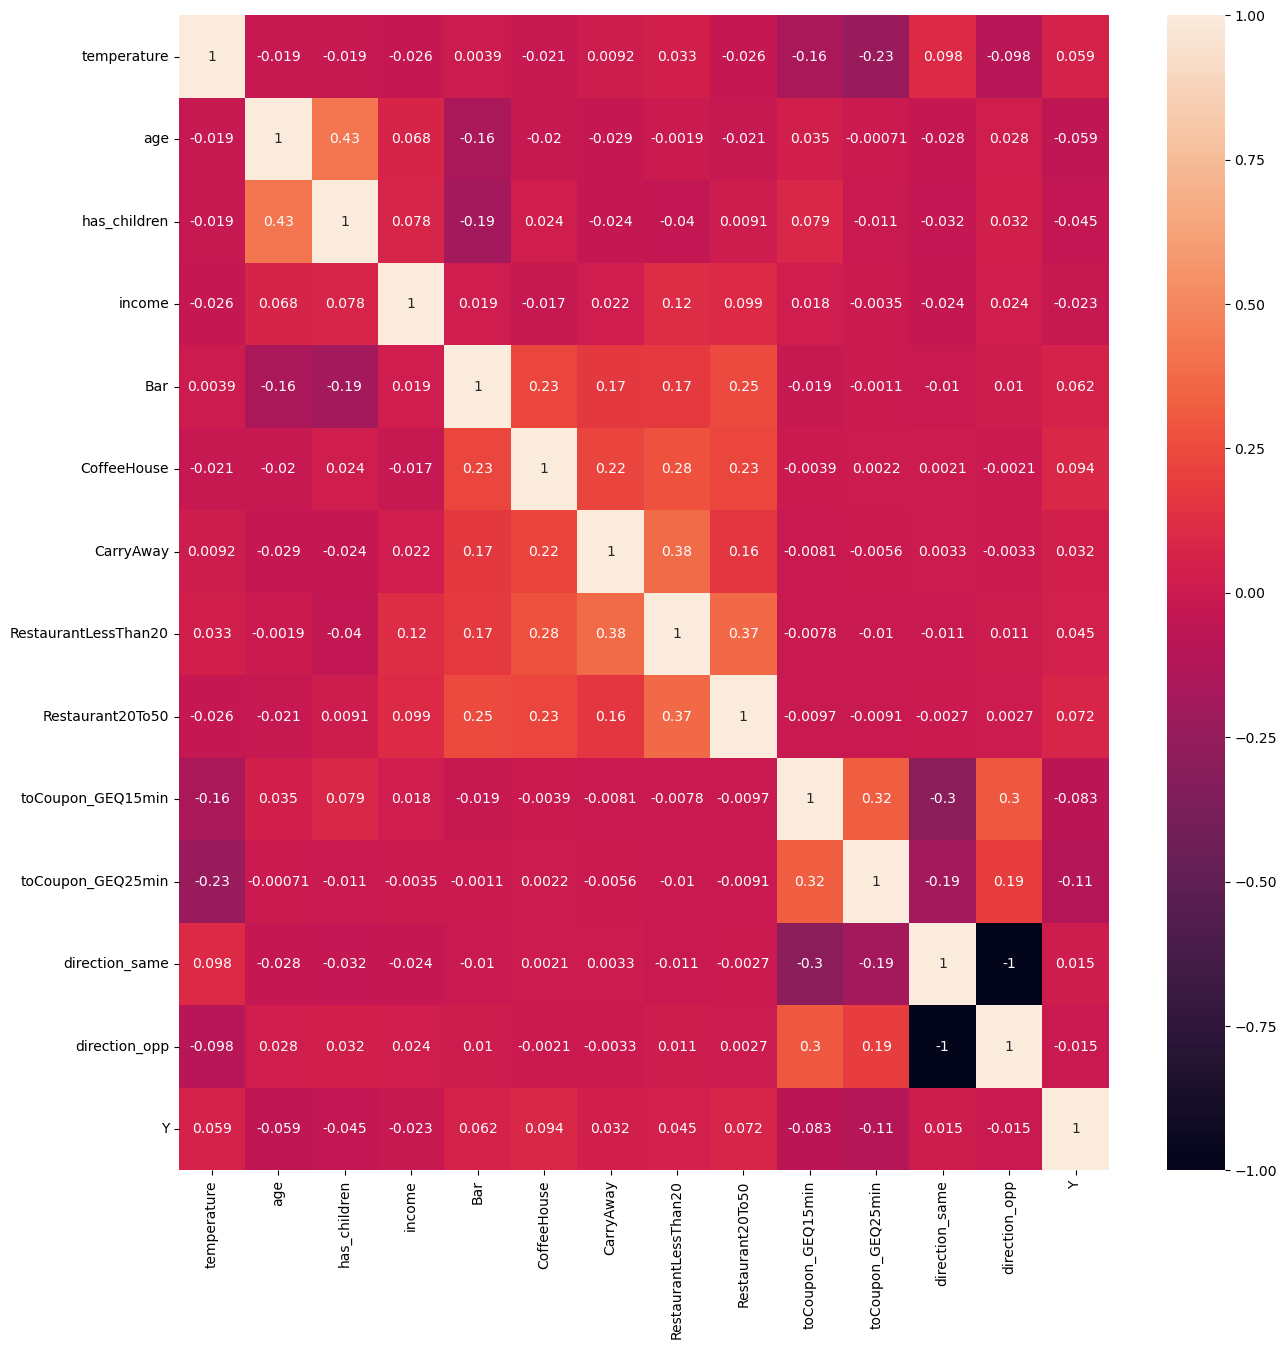 temperature 1 -0.019 -0.019 -0.026 0.0039 -0.021 0.0092 0.033 -0.026 -0.16 -0.23 0.098 -0.098 0.059
age -0.019 1 0.43 0.068 -0.16 -0.02 -0.029 -0.0019 -0.021 0.035 -0.00071 -0.028 0.028 -0.059
has_children -0.019 0.43 1 0.078 -0.19 0.024 -0.024 -0.04 0.0091 0.079 -0.011 -0.032 0.032 -0.045
income -0.026 0.068 0.078 1 0.019 -0.017 0.022 0.12 0.099 0.018 -0.0035 -0.024 0.024 -0.023
Bar 0.0039 -0.16 -0.19 0.019 1 0.23 0.17 0.17 0.25 -0.019 -0.0011 -0.01 0.01 0.062
CoffeeHouse -0.021 -0.02 0.024 -0.017 0.23 1 0.22 0.28 0.23 -0.0039 0.0022 0.0021 -0.0021 0.094
CarryAway 0.0092 -0.029 -0.024 0.022 0.17 0.22 1 0.38 0.16 -0.0081 -0.0056 0.0033 -0.0033 0.032
RestaurantLessThan20 0.033 -0.0019 -0.04 0.12 0.17 0.28 0.38 1 0.37 -0.0078 -0.01 -0.011 0.011 0.045
Restaurant20To50 -0.026 -0.021 0.0091 0.099 0.25 0.23 0.16 0.37 1 -0.0097 -0.0091 -0.0027 0.0027 0.072
toCoupon_GEQ15min -0.16 0.035 0.079 0.018 -0.019 -0.0039 -0.0081 -0.0078 -0.0097 1 0.32 -0.3 0.3 -0.083
toCoupon_GEQ25min -0.23 -0.00071 -0.011 -0.0035 -0.0011 0.0022 -0.0056 -0.01 -0.0091 0.32 1 -0.19 0.19 -0.11
direction_same 0.098 -0.028 -0.032 -0.024 -0.01 0.0021 0.0033 -0.011 -0.0027 -0.3 -0.19 1 -1 0.015
direction_opp -0.098 0.028 0.032 0.024 0.01 -0.0021 -0.0033 0.011 0.0027 0.3 0.19 -1 1 -0.015
Y 0.059 -0.059 -0.045 -0.023 0.062 0.094 0.032 0.045 0.072 -0.083 -0.11 0.015 -0.015 1
temperature
age
has_children
income
Bar
CoffeeHouse
CarryAway
RestaurantLessThan20
Restaurant20To50
toCoupon_GEQ15min
toCoupon_GEQ25min
direction_same
direction_opp
Y
1.00
0.75
0.50
0.25
0.00
−0.25
−0.50
−0.75
−1.00